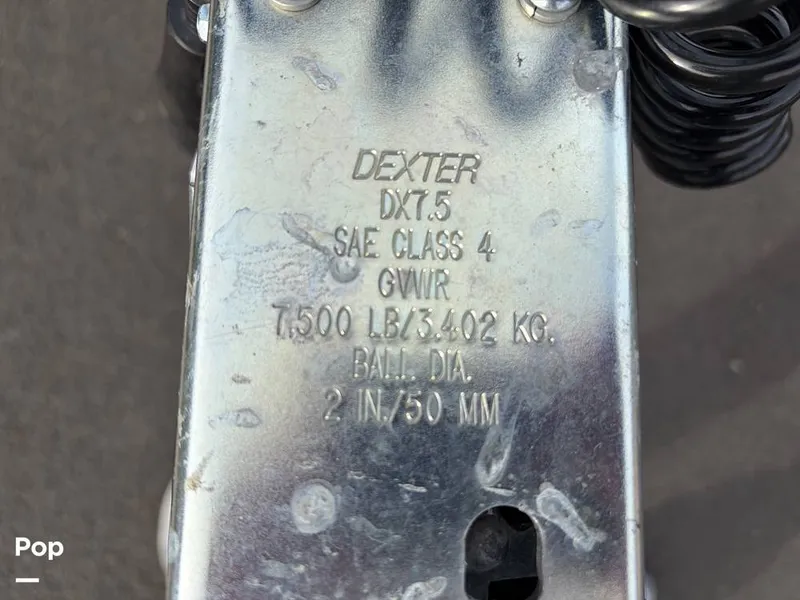 DEXTER
DX7.5
SAE CLASS 4
GVWR
7,500 LB/3,402 KG.
BALL DIA.
2 IN./50 MM
Pop